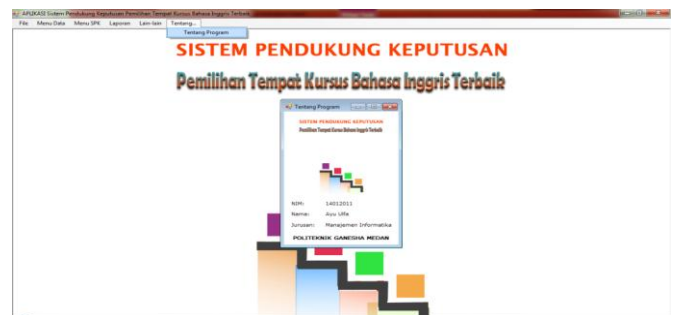 APLIKASI Sistem Pendukung Keputusan Pemilihan Tempat Kursus Bahasa Inggris Terbaik
File Menu Data Menu SPK Laporan Lain-lain Tentang...
Tentang Program
SISTEM PENDUKUNG KEPUTUSAN
Pemilihan Tempat Kursus Bahasa Inggris Terbaik
Tentang Program
SISTEM PENDUKUNG KEPUTUSAN
Pemilihan Tempat Kursus Bahasa Inggris Terbaik
NIM: 14012011
Nama: Ayu Ulfa
Jurusan: Manajemen Informatika
POLITEKNIK GANESHA MEDAN